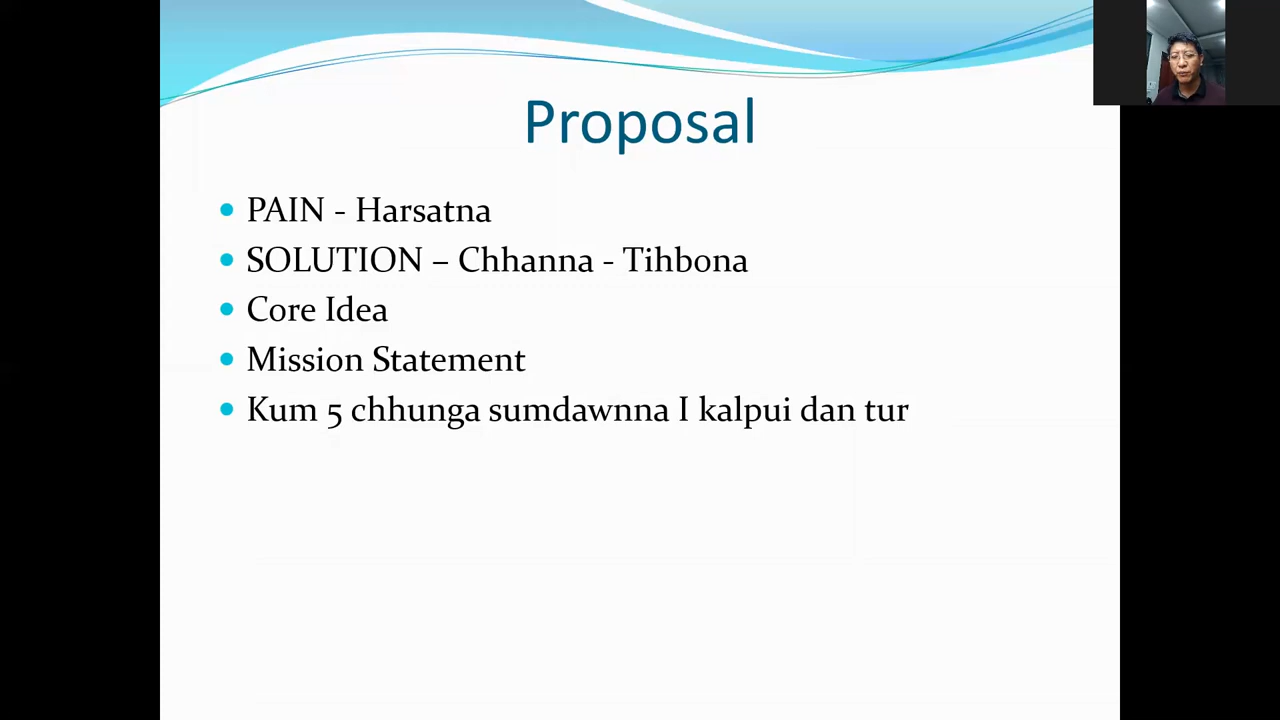 Proposal
PAIN - Harsatna
SOLUTION – Chhanna - Tihbona
Core Idea
Mission Statement
Kum 5 chhunga sumdawnna I kalpui dan tur